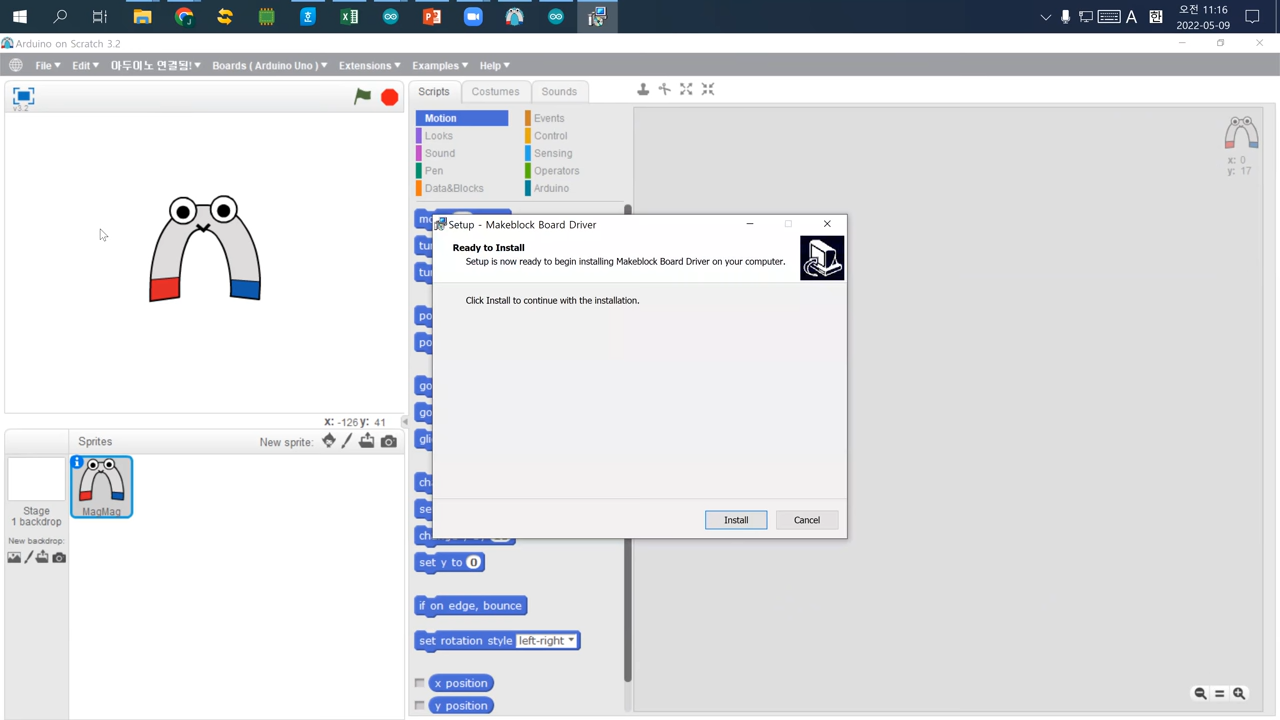 A 한
오전 11:16
2022-05-09
Arduino on Scratch 3.2
File Edit 아두이노 연결됨! Boards ( Arduino Uno ) Extensions Examples Help
v3.2
Scripts Costumes Sounds
Motion Events
Looks Control
Sound Sensing
Pen Operators
Data&Blocks Arduino
x: 0
y: 17
Setup - Makeblock Board Driver
Ready to Install
Setup is now ready to begin installing Makeblock Board Driver on your computer.
Click Install to continue with the installation.
Install Cancel
set y to 0
if on edge, bounce
set rotation style left-right
x position
y position
x: -126 y: 41
Sprites New sprite:
MagMag
Stage
1 backdrop
New backdrop: